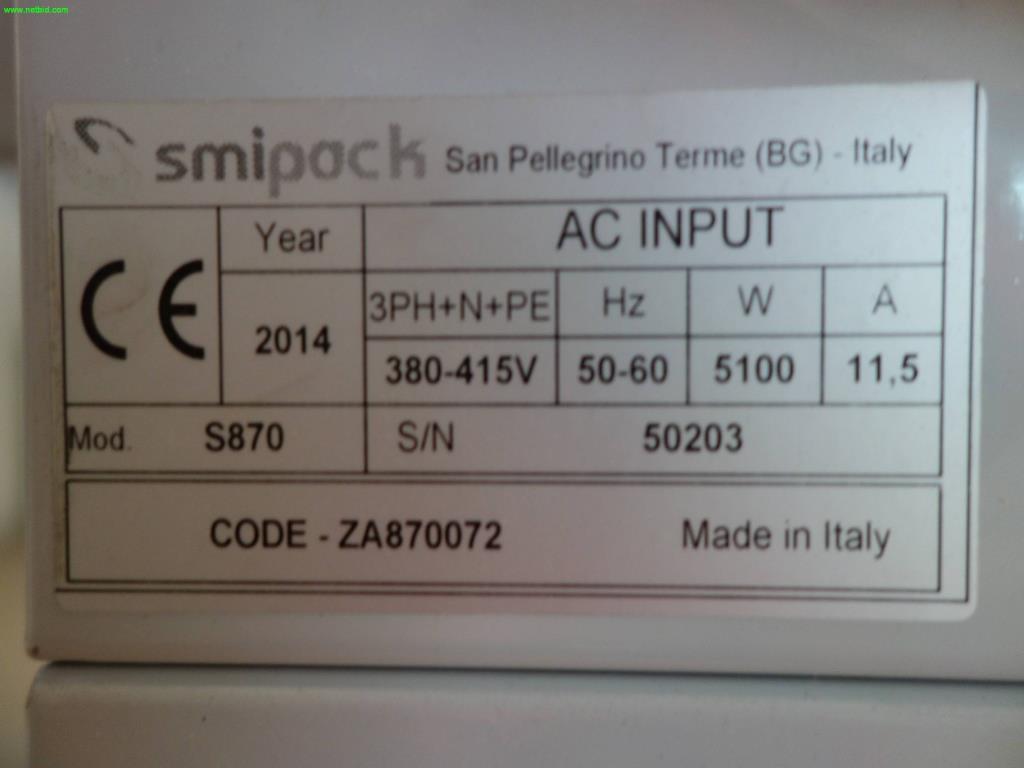 www.netbid.com
smipack San Pellegrino Terme (BG) - Italy
CE Year AC INPUT
3PH+N+PE Hz W A
2014 380-415V 50-60 5100 11,5
Mod. S870 S/N 50203
CODE - ZA870072 Made in Italy